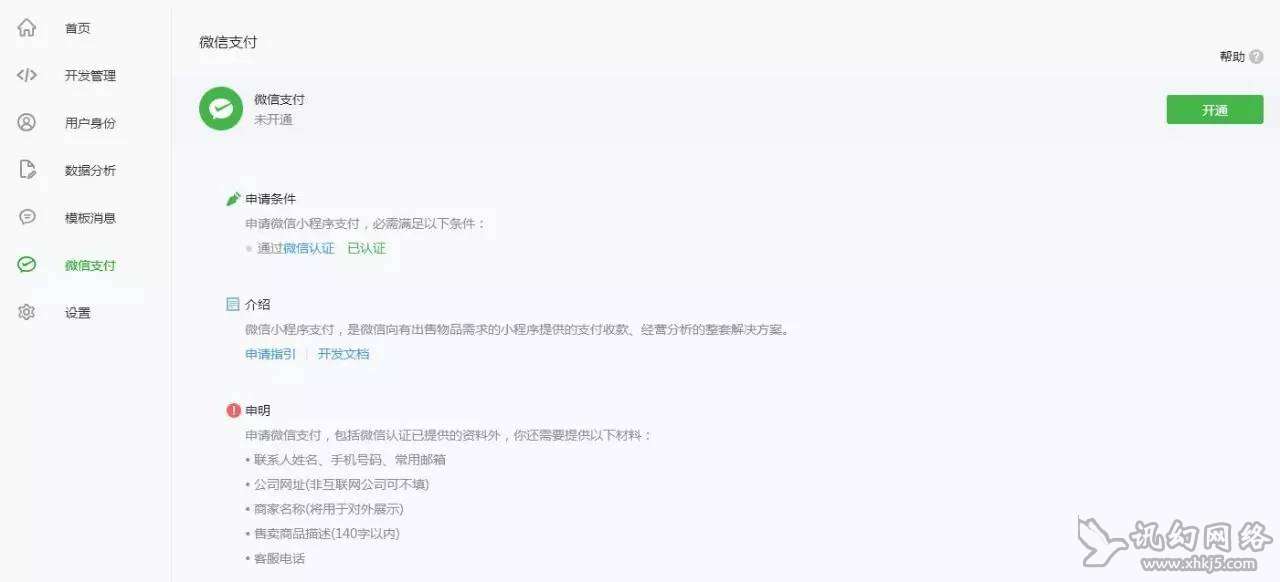 首页
开发管理
用户身份
数据分析
模板消息
微信支付
设置
微信支付
帮助
微信支付
未开通
开通
申请条件
申请微信小程序支付，必需满足以下条件：
通过微信认证 已认证
介绍
微信小程序支付，是微信向有出售物品需求的小程序提供的支付收款、经营分析的整套解决方案。
申请指引 | 开发文档
申明
申请微信支付，包括微信认证已提供的资料外，你还需要提供以下材料：
• 联系人姓名、手机号码、常用邮箱
• 公司网址(非互联网公司可不填)
• 商家名称(将用于对外展示)
• 售卖商品描述(140字以内)
• 客服电话
讯幻网络
www.xhkj5.com